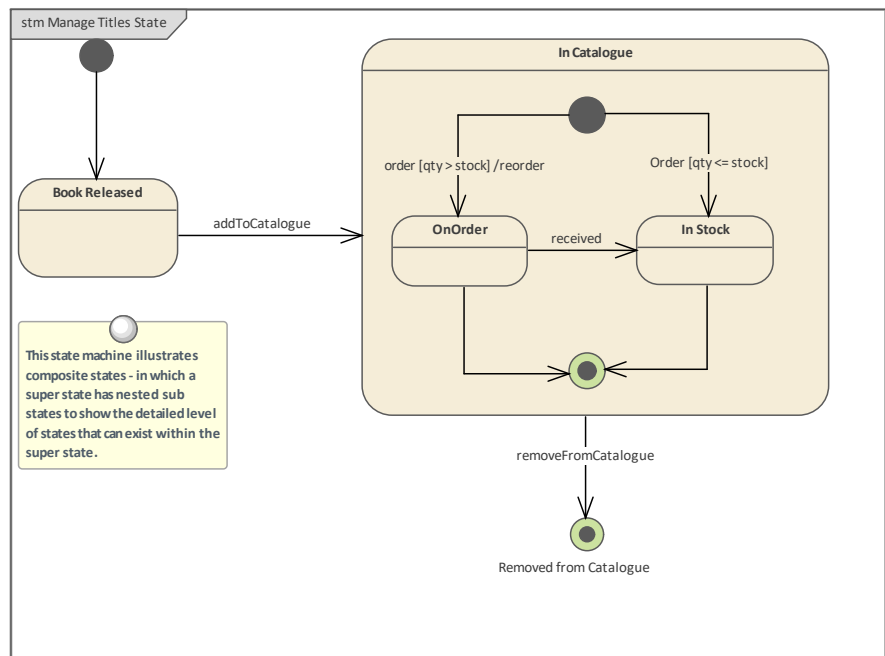 stm Manage Titles State
In Catalogue
order [qty > stock] /reorder
Order [qty <= stock]
Book Released
addToCatalogue
OnOrder
received
In Stock
This state machine illustrates
composite states - in which a
super state has nested sub
states to show the detailed level
of states that can exist within the
super state.
removeFromCatalogue
Removed from Catalogue